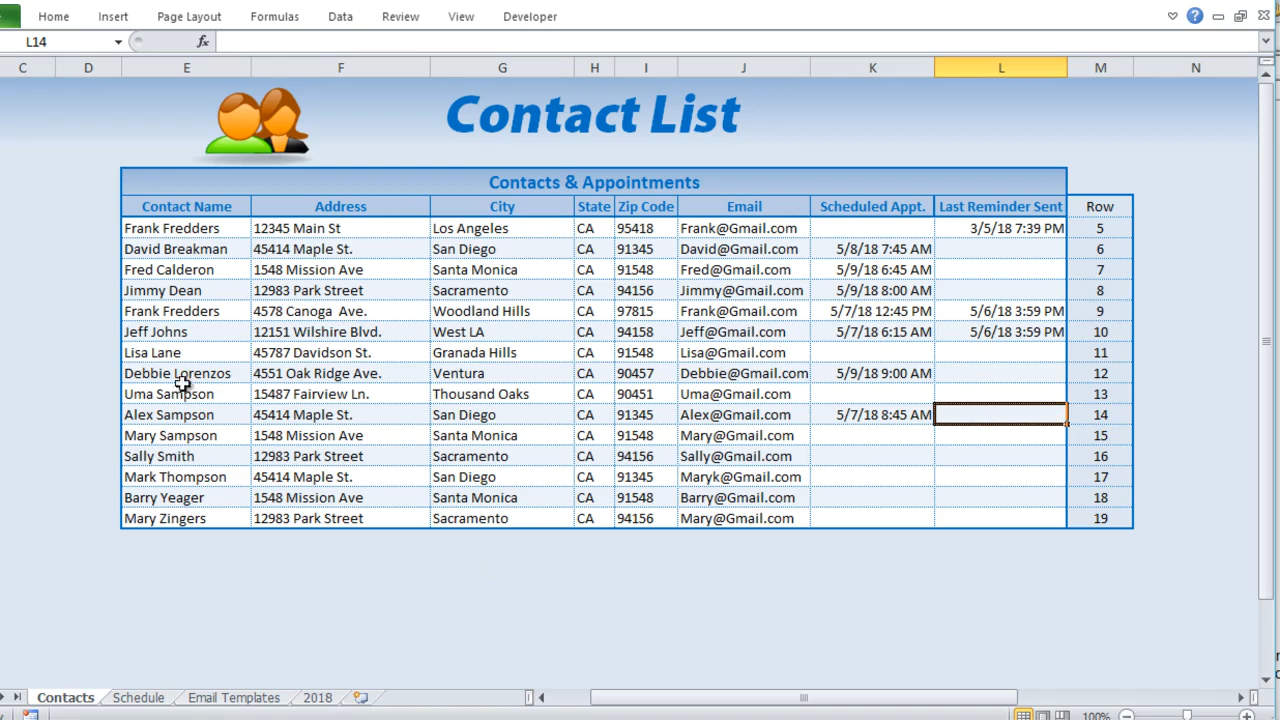 Home Insert Page Layout Formulas Data Review View Developer
L14 fx
C D E F G H I J K L M N
Contact List
Contacts & Appointments
Contact Name Address City State Zip Code Email Scheduled Appt. Last Reminder Sent Row
Frank Fredders 12345 Main St Los Angeles CA 95418 Frank@Gmail.com 3/5/18 7:39 PM 5
David Breakman 45414 Maple St. San Diego CA 91345 David@Gmail.com 5/8/18 7:45 AM 6
Fred Calderon 1548 Mission Ave Santa Monica CA 91548 Fred@Gmail.com 5/9/18 6:45 AM 7
Jimmy Dean 12983 Park Street Sacramento CA 94156 Jimmy@Gmail.com 5/9/18 8:00 AM 8
Frank Fredders 4578 Canoga Ave. Woodland Hills CA 97815 Frank@Gmail.com 5/7/18 12:45 PM 5/6/18 3:59 PM 9
Jeff Johns 12151 Wilshire Blvd. West LA CA 94158 Jeff@Gmail.com 5/7/18 6:15 AM 5/6/18 3:59 PM 10
Lisa Lane 45787 Davidson St. Granada Hills CA 91548 Lisa@Gmail.com 11
Debbie Lorenzos 4551 Oak Ridge Ave. Ventura CA 90457 Debbie@Gmail.com 5/9/18 9:00 AM 12
Uma Sampson 15487 Fairview Ln. Thousand Oaks CA 90451 Uma@Gmail.com 13
Alex Sampson 45414 Maple St. San Diego CA 91345 Alex@Gmail.com 5/7/18 8:45 AM 14
Mary Sampson 1548 Mission Ave Santa Monica CA 91548 Mary@Gmail.com 15
Sally Smith 12983 Park Street Sacramento CA 94156 Sally@Gmail.com 16
Mark Thompson 45414 Maple St. San Diego CA 91345 Maryk@Gmail.com 17
Barry Yeager 1548 Mission Ave Santa Monica CA 91548 Barry@Gmail.com 18
Mary Zingers 12983 Park Street Sacramento CA 94156 Mary@Gmail.com 19
Contacts Schedule Email Templates 2018
100%